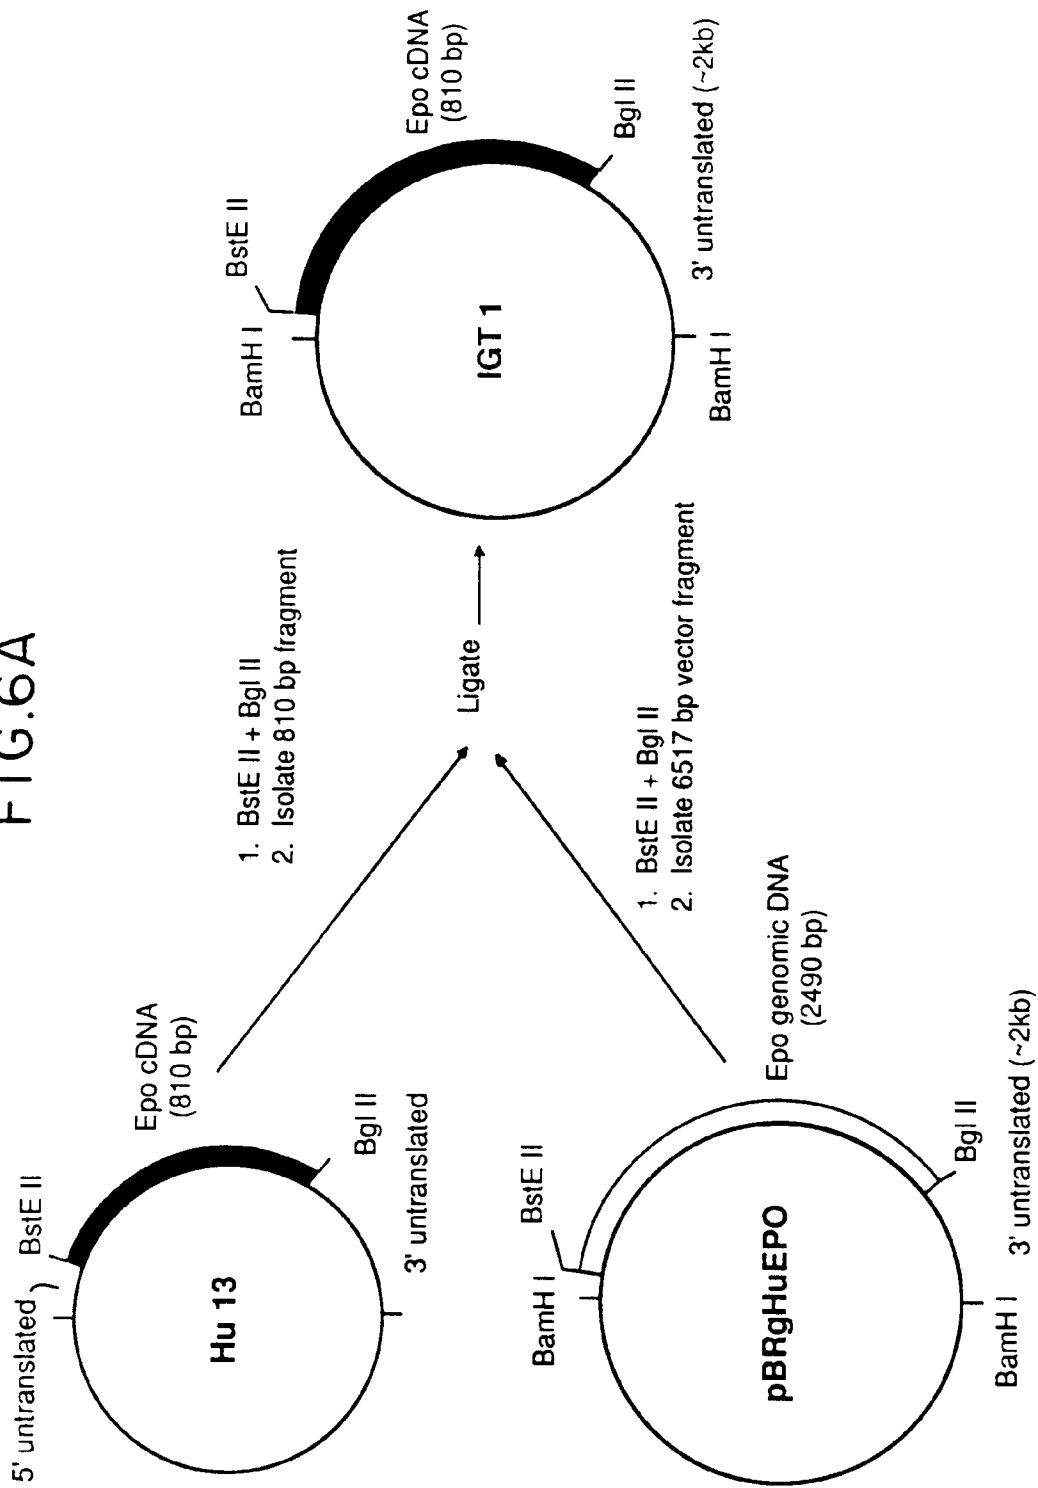 FIG.6A
5' untranslated
BstE II
Epo cDNA
(810 bp)
Hu 13
Bgl II
3' untranslated
1. BstE II + Bgl II
2. Isolate 810 bp fragment
Ligate
BamH I
BstE II
pBRgHuEPO
Epo genomic DNA
(2490 bp)
Bgl II
BamH I
3' untranslated (~2kb)
1. BstE II + Bgl II
2. Isolate 6517 bp vector fragment
BamH I
BstE II
Epo cDNA
(810 bp)
IGT 1
Bgl II
BamH I
3' untranslated (~2kb)